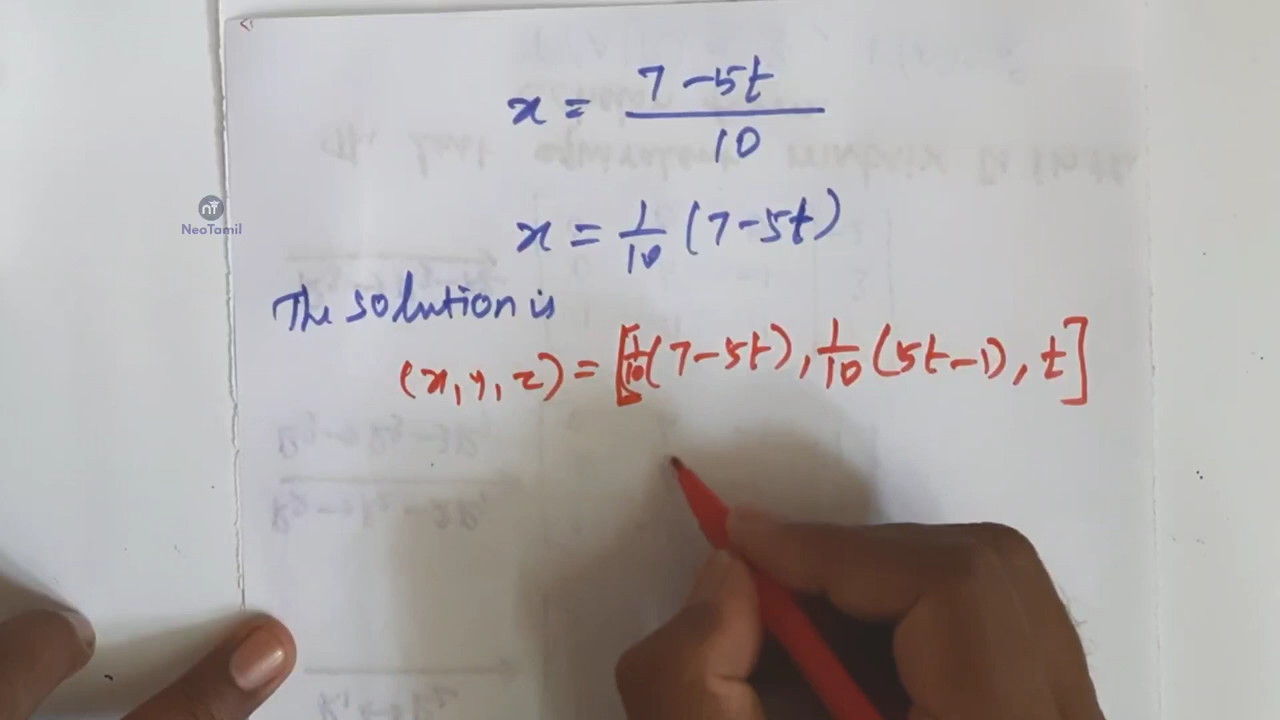 x = 7 - 5t / 10
x = 1/10 (7 - 5t)
The solution is
(x, y, z) = [1/10 (7 - 5t), 1/10 (5t - 1), t]
NeoTamil